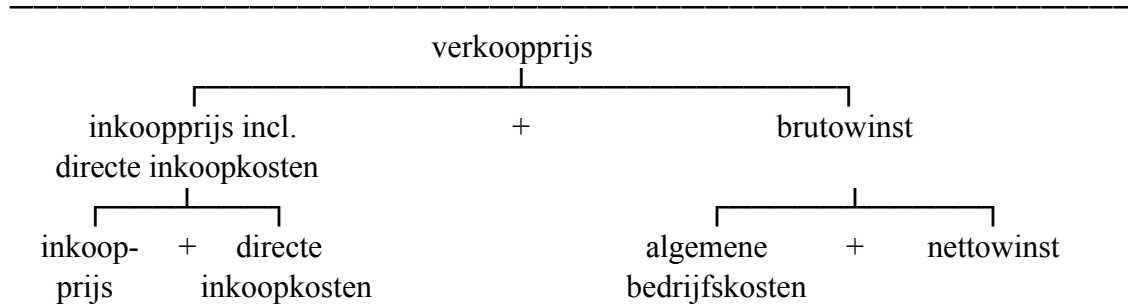 verkoopprijs
inkoopprijs incl. + brutowinst
directe inkoopkosten
inkoop- + directe algemene + nettowinst
prijs inkoopkosten bedrijfskosten